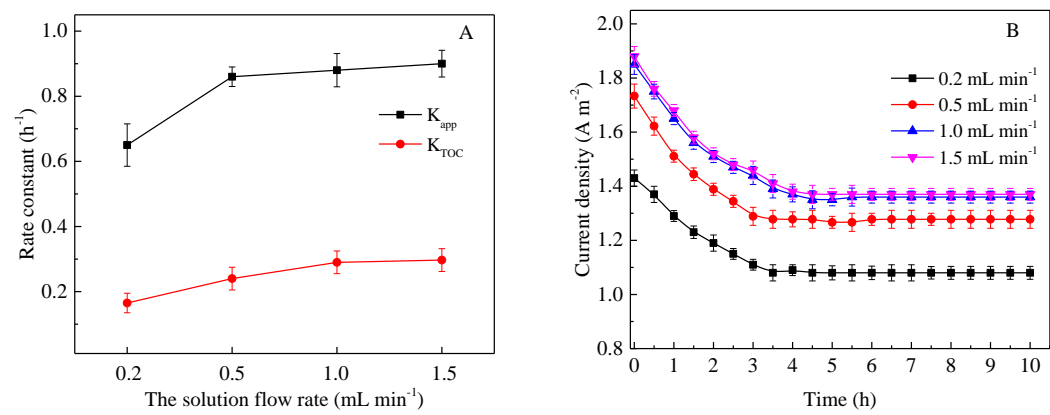 A
1.0
0.8
0.6
0.4
0.2
Rate constant (h⁻¹)
K_app
K_TOC
0.2 0.5 1.0 1.5
The solution flow rate (mL min⁻¹)
B
2.0
1.8
1.6
1.4
1.2
1.0
0.8
Current density (A m⁻²)
0.2 mL min⁻¹
0.5 mL min⁻¹
1.0 mL min⁻¹
1.5 mL min⁻¹
0 1 2 3 4 5 6 7 8 9 10
Time (h)